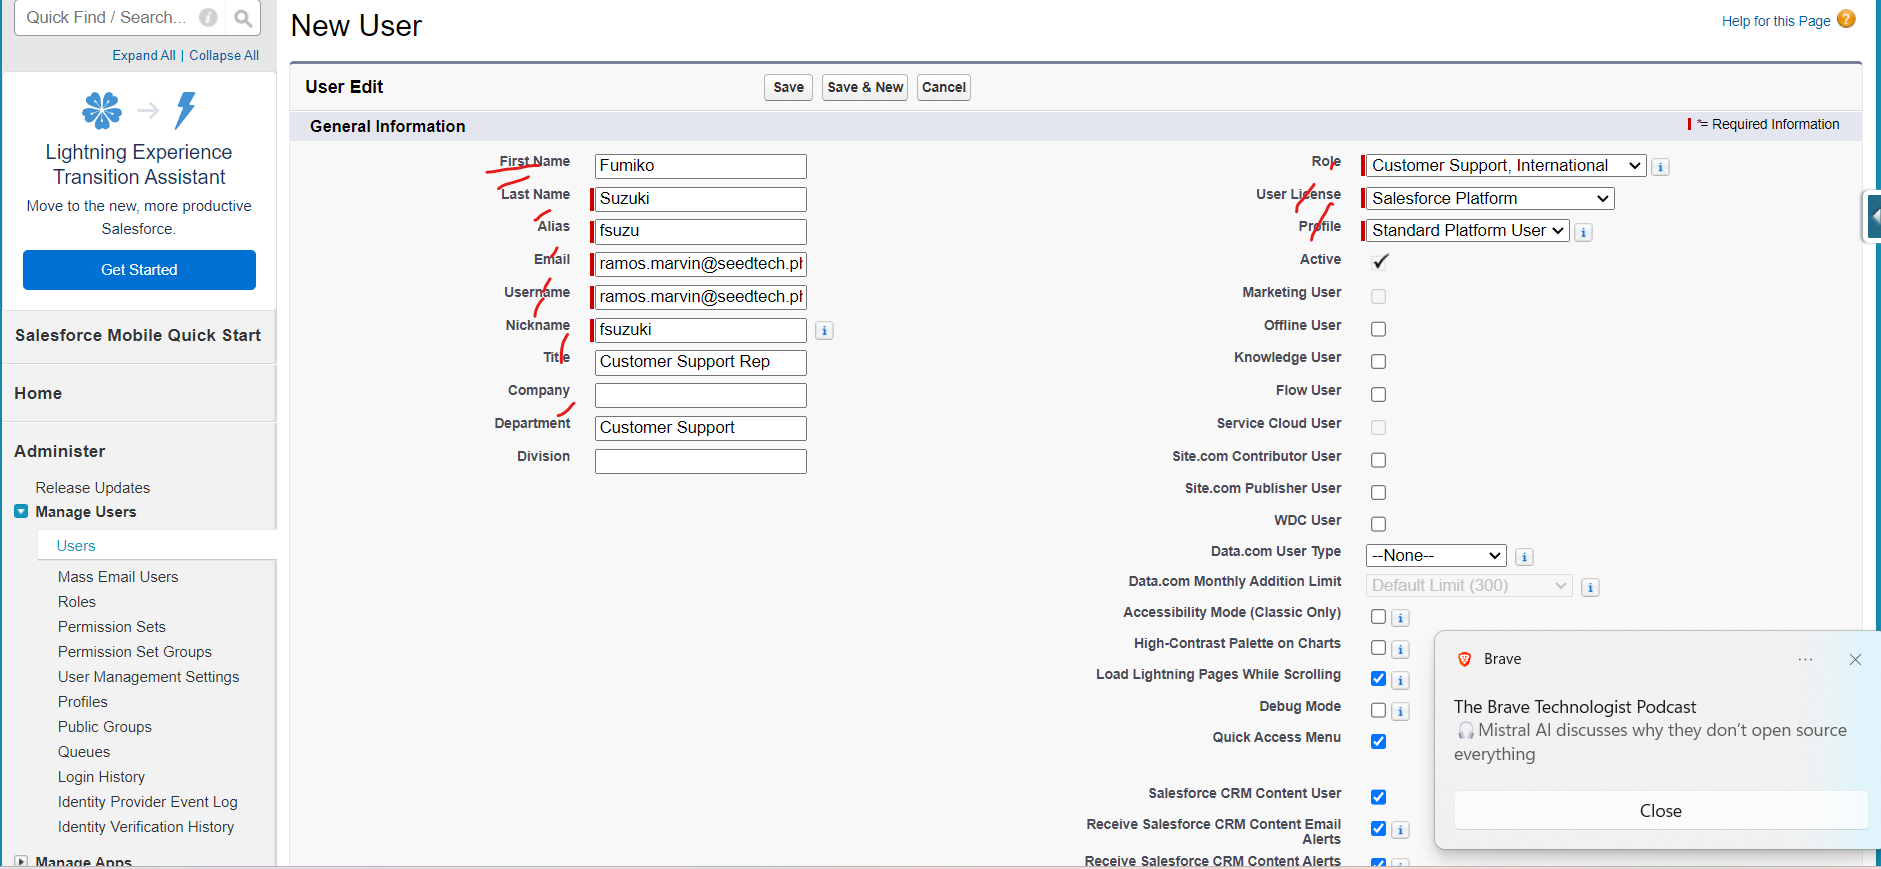 Quick Find / Search...
New User
Help for this Page
Expand All | Collapse All
User Edit
Save
Save & New
Cancel
General Information
= Required Information
Lightning Experience
Transition Assistant
Move to the new, more productive
Salesforce.
Get Started
Salesforce Mobile Quick Start
Home
Administer
Release Updates
Manage Users
Users
Mass Email Users
Roles
Permission Sets
Permission Set Groups
User Management Settings
Profiles
Public Groups
Queues
Login History
Identity Provider Event Log
Identity Verification History
Manage Apps
First Name Fumiko
Last Name Suzuki
Alias fsuzu
Email ramos.marvin@seedtech.ph
Username ramos.marvin@seedtech.ph
Nickname fsuzuki
Title Customer Support Rep
Company
Department Customer Support
Division
Role Customer Support, International
User License Salesforce Platform
Profile Standard Platform User
Active
Marketing User
Offline User
Knowledge User
Flow User
Service Cloud User
Site.com Contributor User
Site.com Publisher User
WDC User
Data.com User Type --None--
Data.com Monthly Addition Limit Default Limit (300)
Accessibility Mode (Classic Only)
High-Contrast Palette on Charts
Load Lightning Pages While Scrolling
Debug Mode
Quick Access Menu
Salesforce CRM Content User
Receive Salesforce CRM Content Email
Alerts
Receive Salesforce CRM Content Alerts
Brave
The Brave Technologist Podcast
Mistral AI discusses why they don’t open source
everything
Close